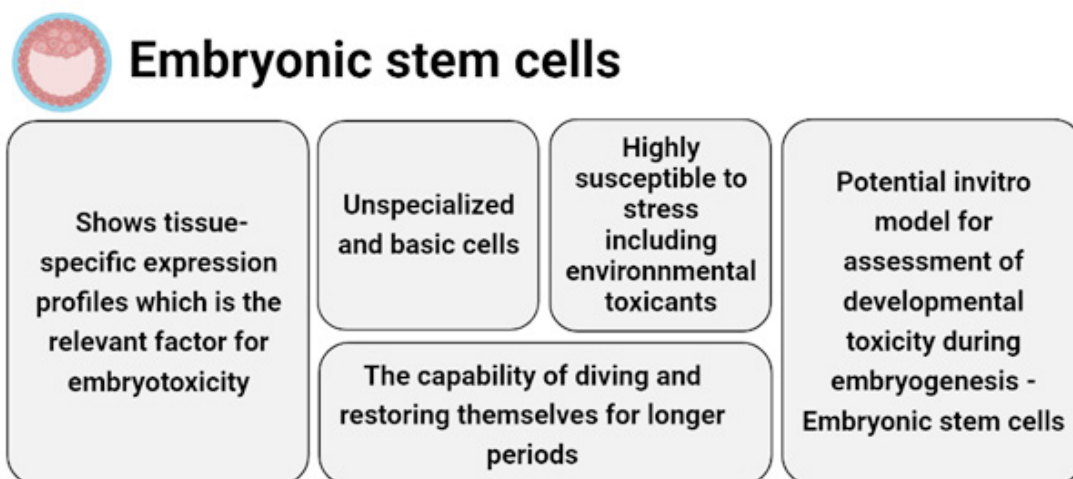 Embryonic stem cells
Shows tissue-
specific expression
profiles which is the
relevant factor for
embryotoxicity
Unspecialized
and basic cells
Highly
susceptible to
stress
including
environnmental
toxicants
The capability of diving and
restoring themselves for longer
periods
Potential invitro
model for
assessment of
developmental
toxicity during
embryogenesis -
Embryonic stem cells